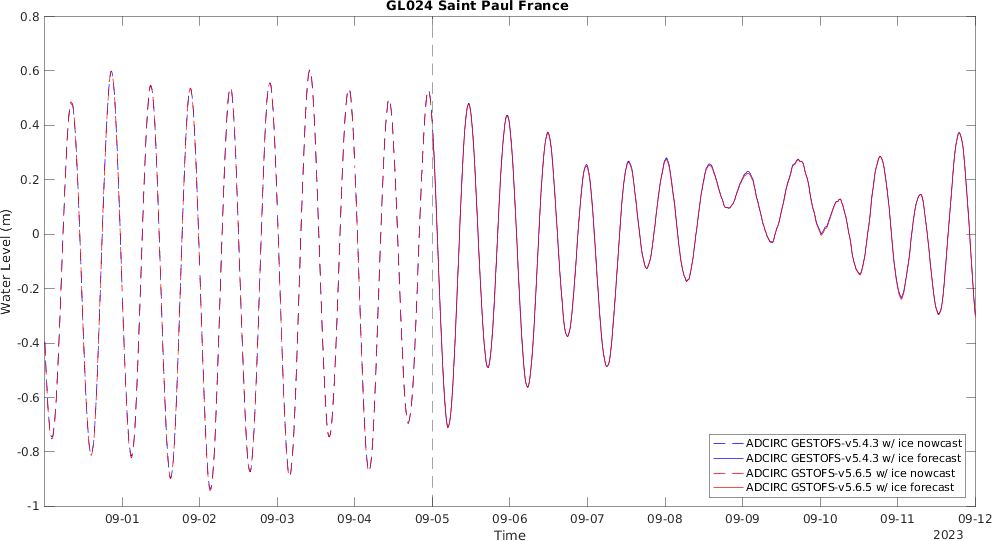 GL024 Saint Paul France
0.8
0.6
0.4
0.2
0
-0.2
-0.4
-0.6
-0.8
-1
Water Level (m)
09-01 09-02 09-03 09-04 09-05 09-06 09-07 09-08 09-09 09-10 09-11 09-12
Time
2023
ADCIRC GESTOFS-v5.4.3 w/ ice nowcast
ADCIRC GESTOFS-v5.4.3 w/ ice forecast
ADCIRC GSTOFS-v5.6.5 w/ ice nowcast
ADCIRC GSTOFS-v5.6.5 w/ ice forecast